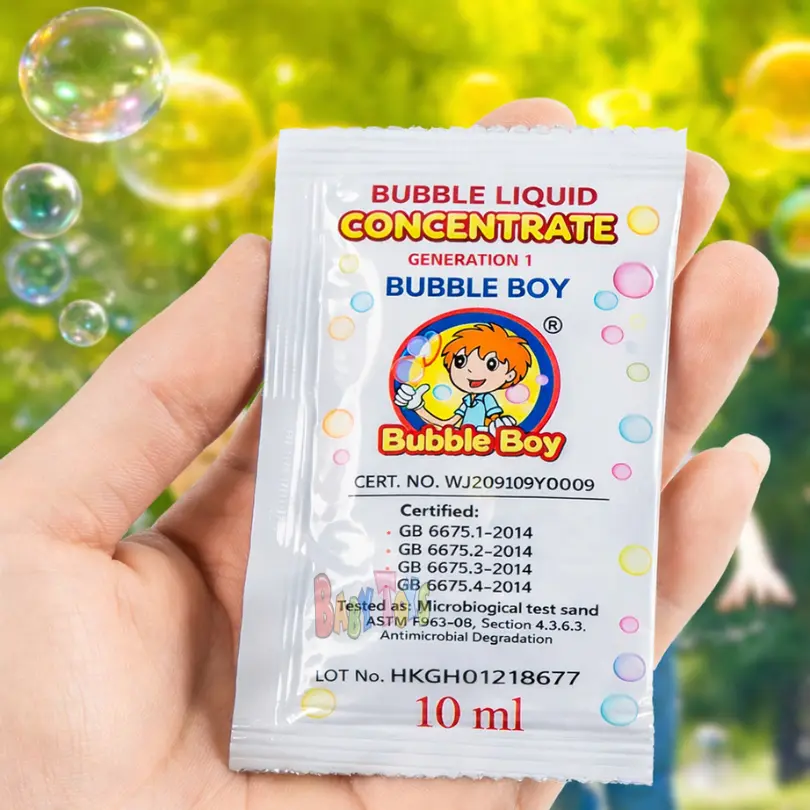 BUBBLE LIQUID
CONCENTRATE
GENERATION 1
BUBBLE BOY
®
Bubble Boy
CERT. NO. WJ209109Y0009
Certified:
GB 6675.1-2014
GB 6675.2-2014
GB 6675.3-2014
GB 6675.4-2014
BABY TOYS
Tested as: Microbiogical test sand
ASTM F963-08, Section 4.3.6.3.
Antimicrobial Degradation
LOT No. HKGH01218677
10 ml